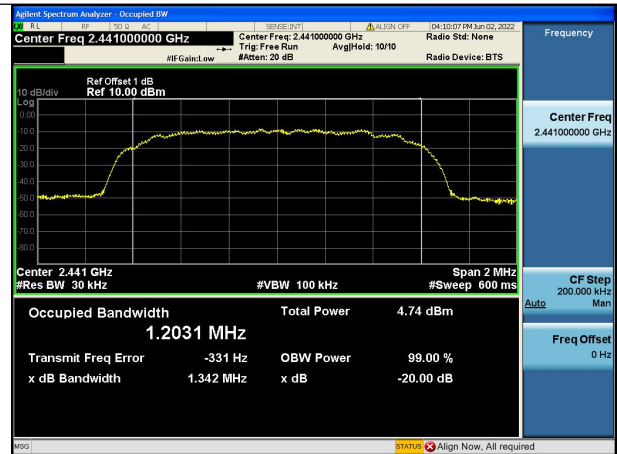 Agilent Spectrum Analyzer - Occupied BW
RL RF 50 Ω AC SENSE:INT ALIGN OFF 04:10:07 PM Jun 02, 2022
Center Freq 2.441000000 GHz Center Freq: 2.441000000 GHz Radio Std: None Frequency
Trig: Free Run Avg|Hold: 10/10
#IFGain:Low #Atten: 20 dB Radio Device: BTS
Ref Offset 1 dB
10 dB/div Ref 10.00 dBm
Log
0.00
-10.0
-20.0
-30.0
-40.0
-50.0
-60.0
-70.0
-80.0
Center Freq
2.441000000 GHz
Center 2.441 GHz Span 2 MHz
#Res BW 30 kHz #VBW 100 kHz #Sweep 600 ms
CF Step
200.000 kHz
Auto Man
Occupied Bandwidth Total Power 4.74 dBm
1.2031 MHz
Freq Offset
0 Hz
Transmit Freq Error -331 Hz OBW Power 99.00 %
x dB Bandwidth 1.342 MHz x dB -20.00 dB
MSG STATUS Align Now, All required